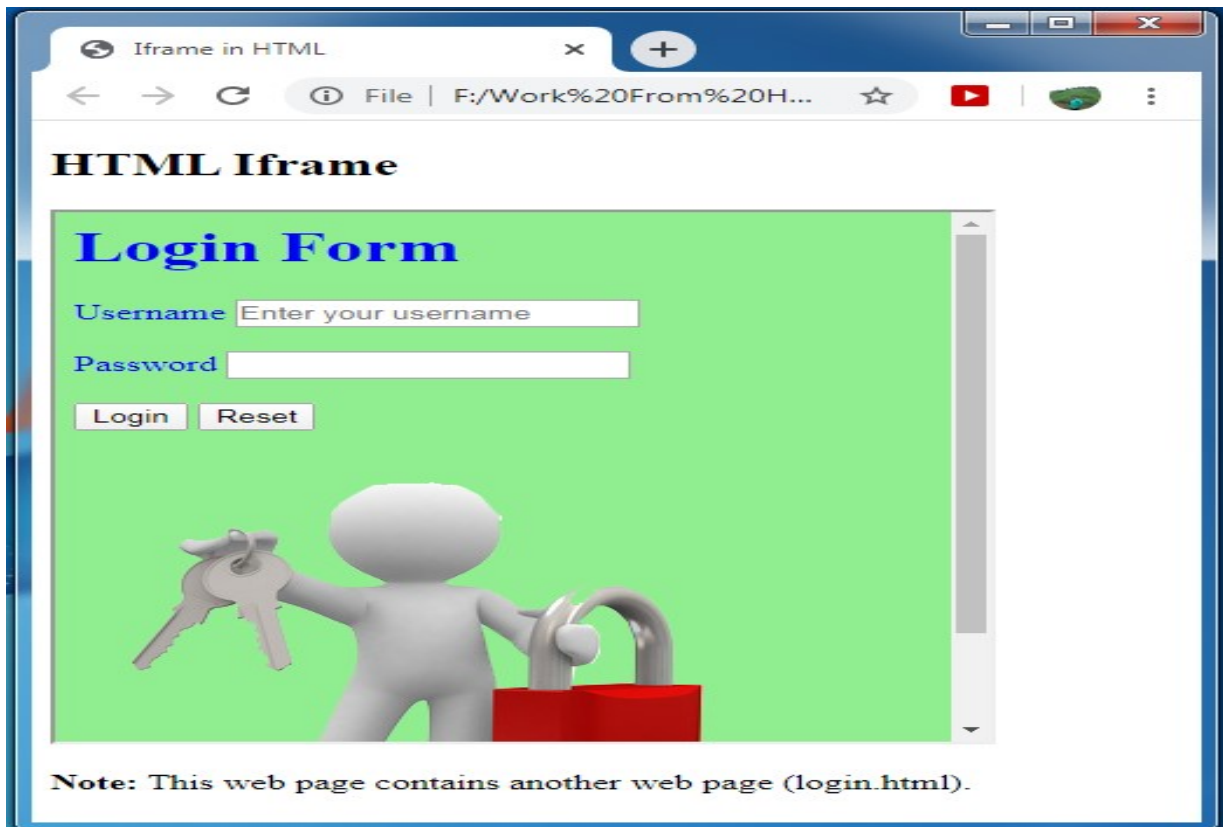 Iframe in HTML
File | F:/Work%20From%20H...
HTML Iframe
Login Form
Username Enter your username
Password
Login Reset
Note: This web page contains another web page (login.html).